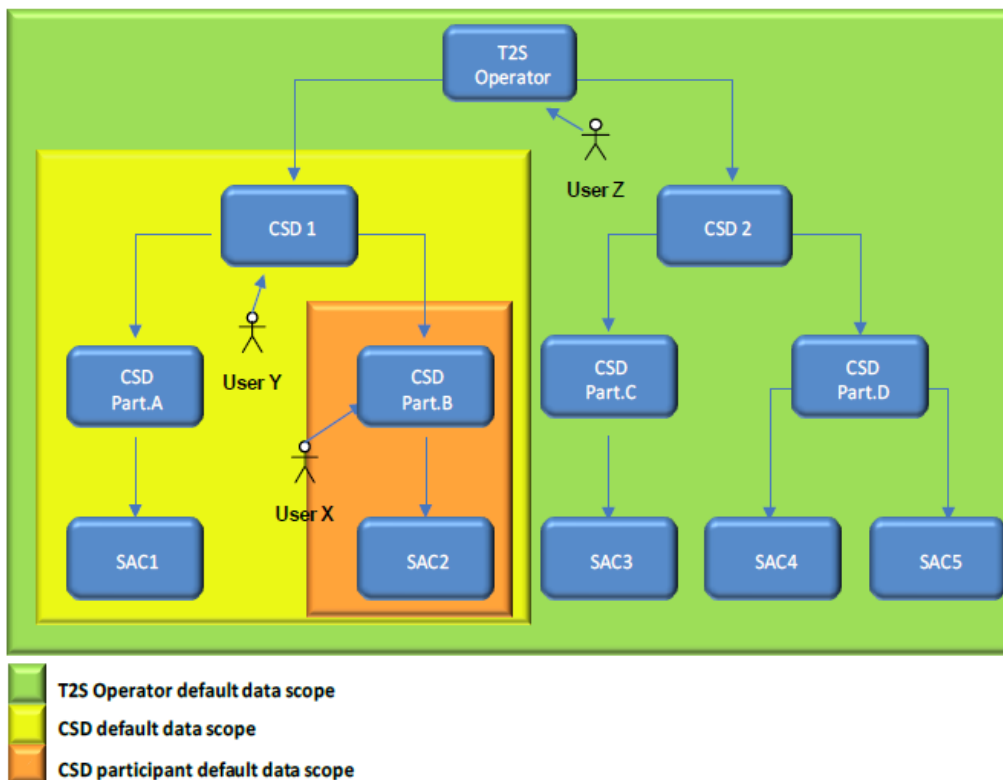 T2S
Operator
User Z
CSD 1
CSD 2
User Y
CSD
Part.A
CSD
Part.B
CSD
Part.C
CSD
Part.D
User X
SAC1
SAC2
SAC3
SAC4
SAC5
T2S Operator default data scope
CSD default data scope
CSD participant default data scope